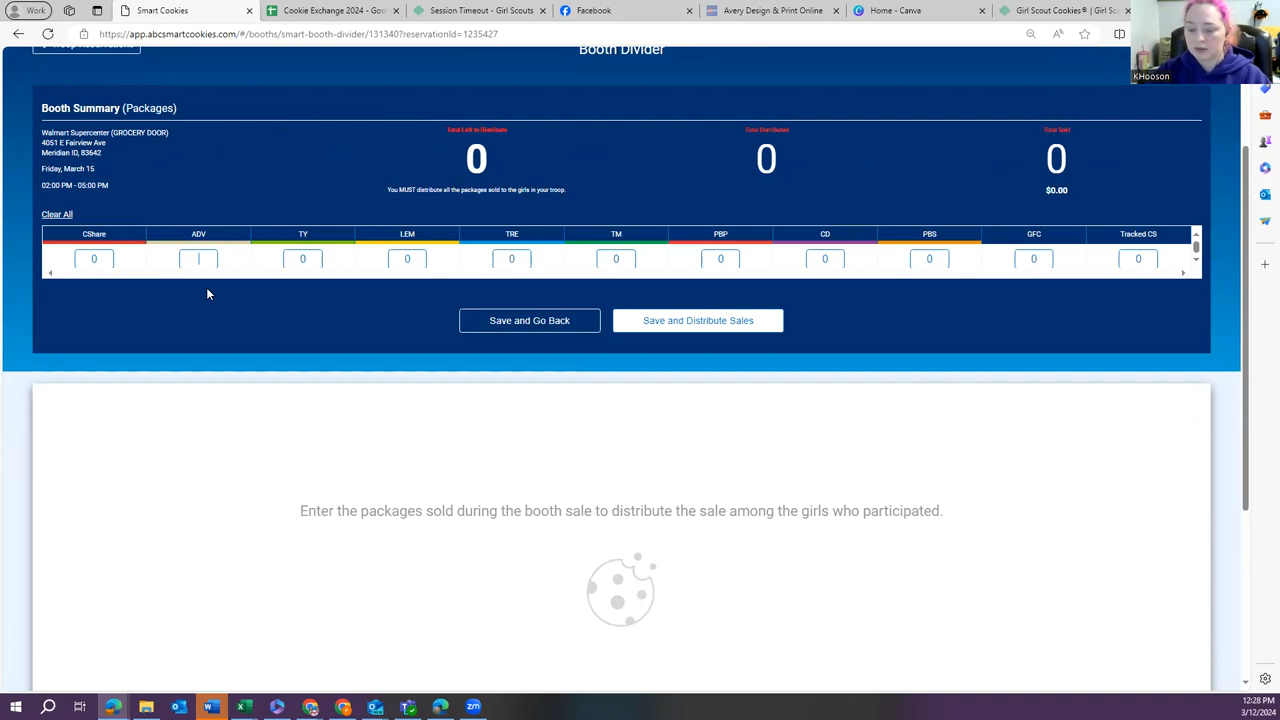 Work
Smart Cookies
Cookie Exchange 2024 - Goo
Session Timeout - Girl Scouts
Facebook
Avery Design & Print Online
Home - Canva
Girl Scout Cookies® | Girl Sc
https://app.abcsmartcookies.com/#/booths/smart-booth-divider/131340?reservationId=1235427
KHooson
Booth Divider
Booth Summary (Packages)
Walmart Supercenter (GROCERY DOOR)
4051 E Fairview Ave
Meridian ID, 83642
Friday, March 15
02:00 PM - 05:00 PM
Total Left to Distribute
0
You MUST distribute all the packages sold to the girls in your troop.
Total Distributed
0
Total Sold
0
$0.00
Clear All
CShare ADV TY LEM TRE TM PBP CD PBS GFC Tracked CS
0 0 0 0 0 0 0 0 0 0
Save and Go Back
Save and Distribute Sales
Enter the packages sold during the booth sale to distribute the sale among the girls who participated.
12:28 PM
3/12/2024